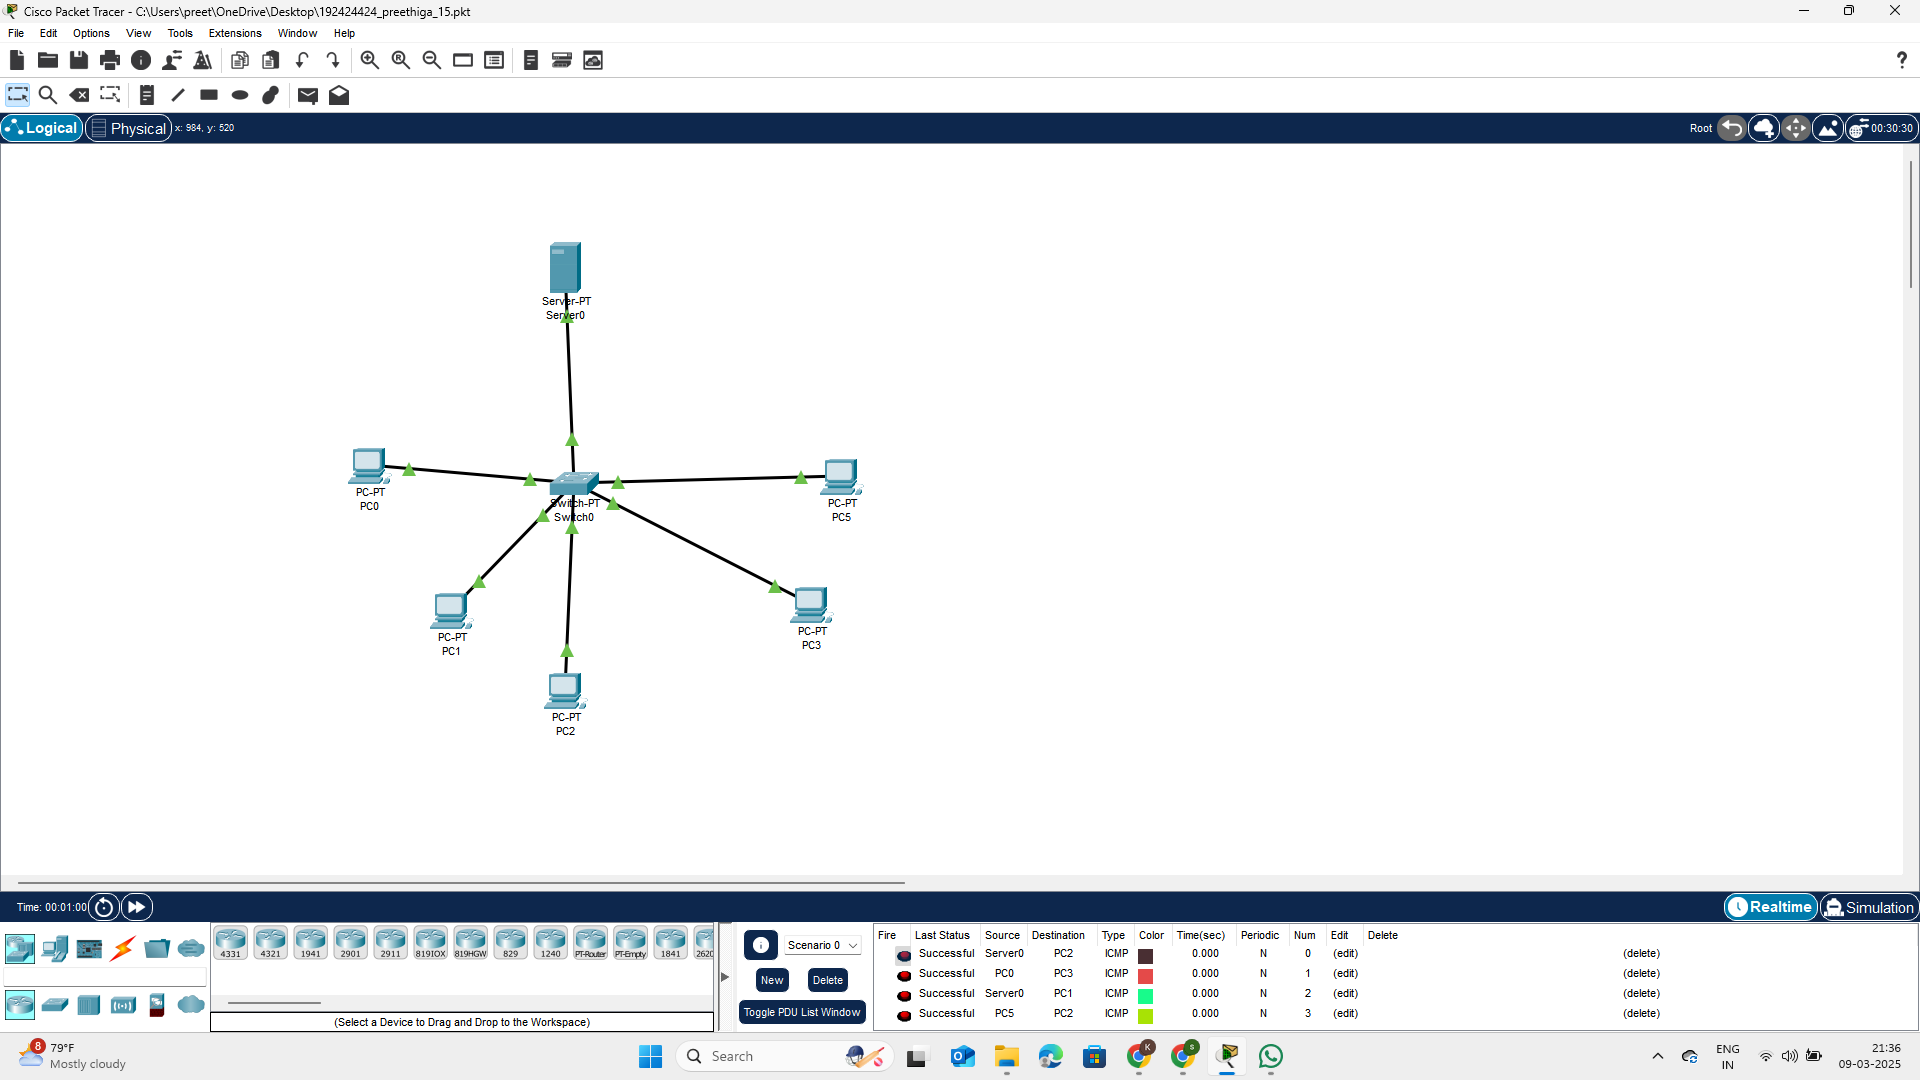 Cisco Packet Tracer - C:\Users\preet\OneDrive\Desktop\192424424_preethiga_15.pkt
File Edit Options View Tools Extensions Window Help
Logical Physical x: 984, y: 520 Root 00:30:30
Server-PT
Server0
PC-PT
PC0
Switch-PT
Switch0
PC-PT
PC5
PC-PT
PC1
PC-PT
PC3
PC-PT
PC2
Time: 00:01:00 Realtime Simulation
4331 4321 1941 2901 2911 819IOX 819HGW 829 1240 PT-Router PT-Empty 1841 2620
(Select a Device to Drag and Drop to the Workspace)
Scenario 0
New Delete
Toggle PDU List Window
Fire Last Status Source Destination Type Color Time(sec) Periodic Num Edit Delete
Successful Server0 PC2 ICMP 0.000 N 0 (edit) (delete)
Successful PC0 PC3 ICMP 0.000 N 1 (edit) (delete)
Successful Server0 PC1 ICMP 0.000 N 2 (edit) (delete)
Successful PC5 PC2 ICMP 0.000 N 3 (edit) (delete)
8 79°F
Mostly cloudy
Search
K
S
ENG
IN
21:36
09-03-2025